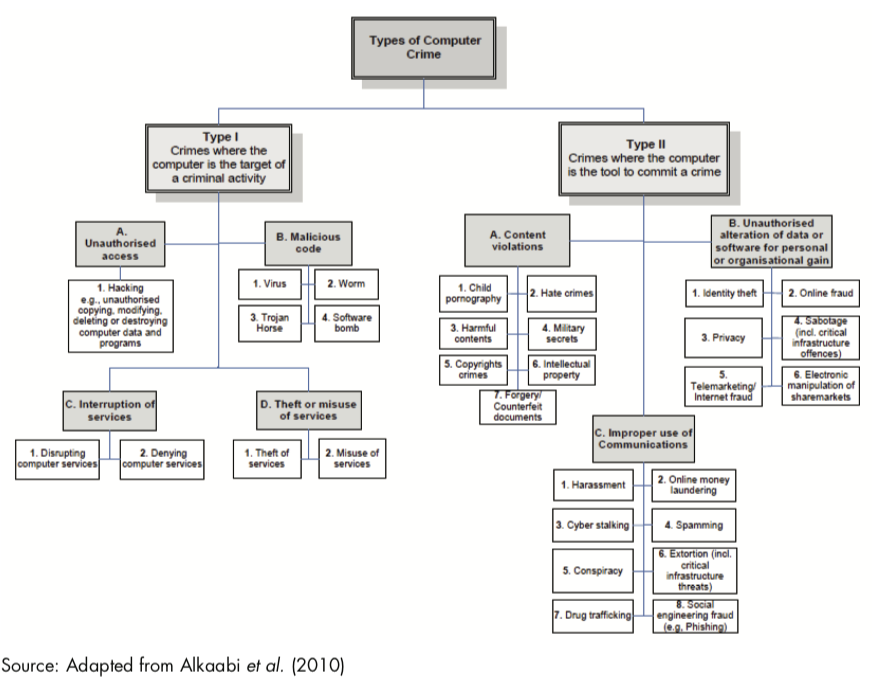 Types of Computer
Crime
Type I
Crimes where the
computer is the target of
a criminal activity
Type II
Crimes where the computer
is the tool to commit a crime
A.
Unauthorised
access
1. Hacking
e.g., unauthorised
copying, modifying,
deleting or destroying
computer data and
programs
B. Malicious
code
1. Virus
2. Worm
3. Trojan
Horse
4. Software
bomb
C. Interruption of
services
1. Disrupting
computer services
2. Denying
computer services
D. Theft or misuse
of services
1. Theft of
services
2. Misuse of
services
A. Content
violations
1. Child
pornography
2. Hate crimes
3. Harmful
contents
4. Military
secrets
5. Copyrights
crimes
6. Intellectual
property
7. Forgery/
Counterfeit
documents
B. Unauthorised
alteration of data or
software for personal
or organisational gain
1. Identity theft
2. Online fraud
3. Privacy
4. Sabotage
(incl. critical
infrastructure
offences)
5.
Telemarketing/
Internet fraud
6. Electronic
manipulation of
sharemarkets
C. Improper use of
Communications
1. Harassment
2. Online money
laundering
3. Cyber stalking
4. Spamming
5. Conspiracy
6. Extortion (incl.
critical
infrastructure
threats)
7. Drug trafficking
8. Social
engineering fraud
(e.g. Phishing)
Source: Adapted from Alkaabi et al. (2010)